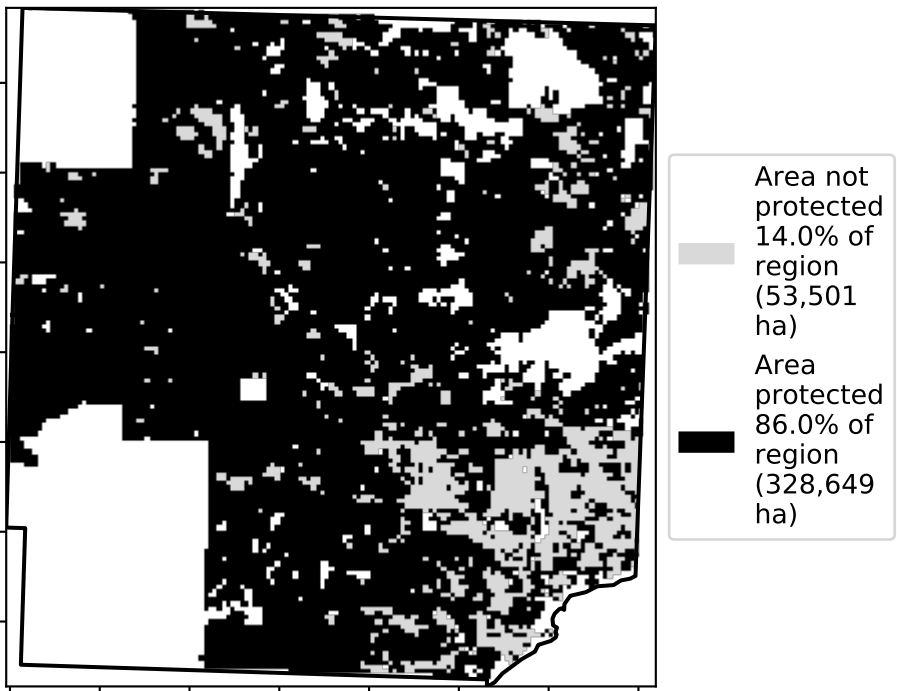 Area not
protected
14.0% of
region
(53,501
ha)
Area
protected
86.0% of
region
(328,649
ha)